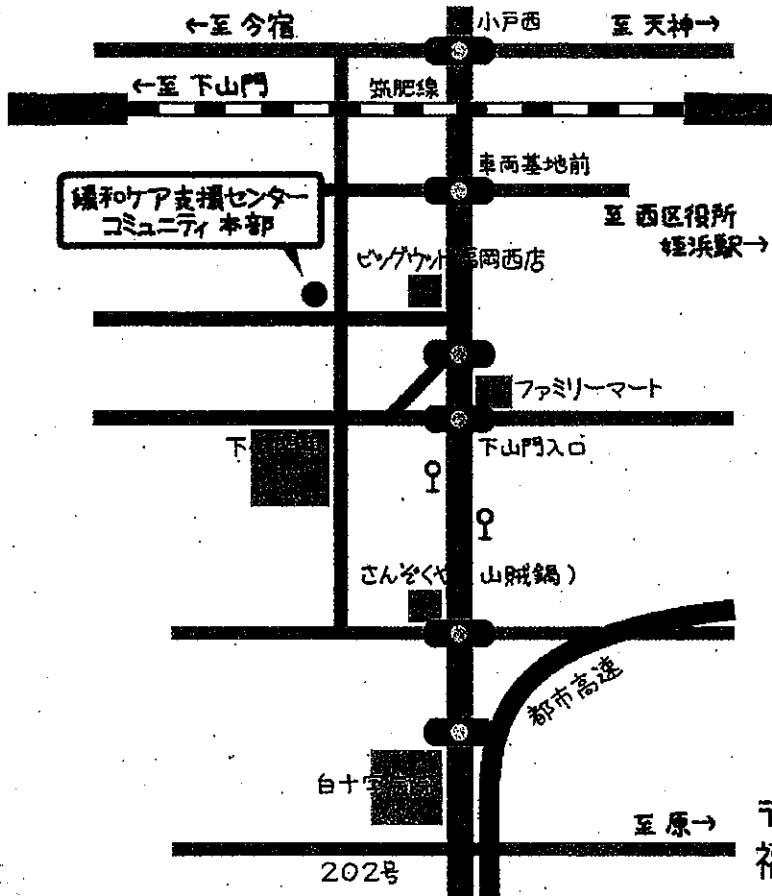 ←至 今宿
小戸西
至 天神→
←至 下山門
筑肥線
車両基地前
緩和ケア支援センター
コミュニティ 本部
至 西区役所
姪浜駅→
ビッグウッド福岡西店
ファミリーマート
下
下山門入口
さんぞくや 山賊鍋）
都市高速
白十字
至 原→
202号
〒
福